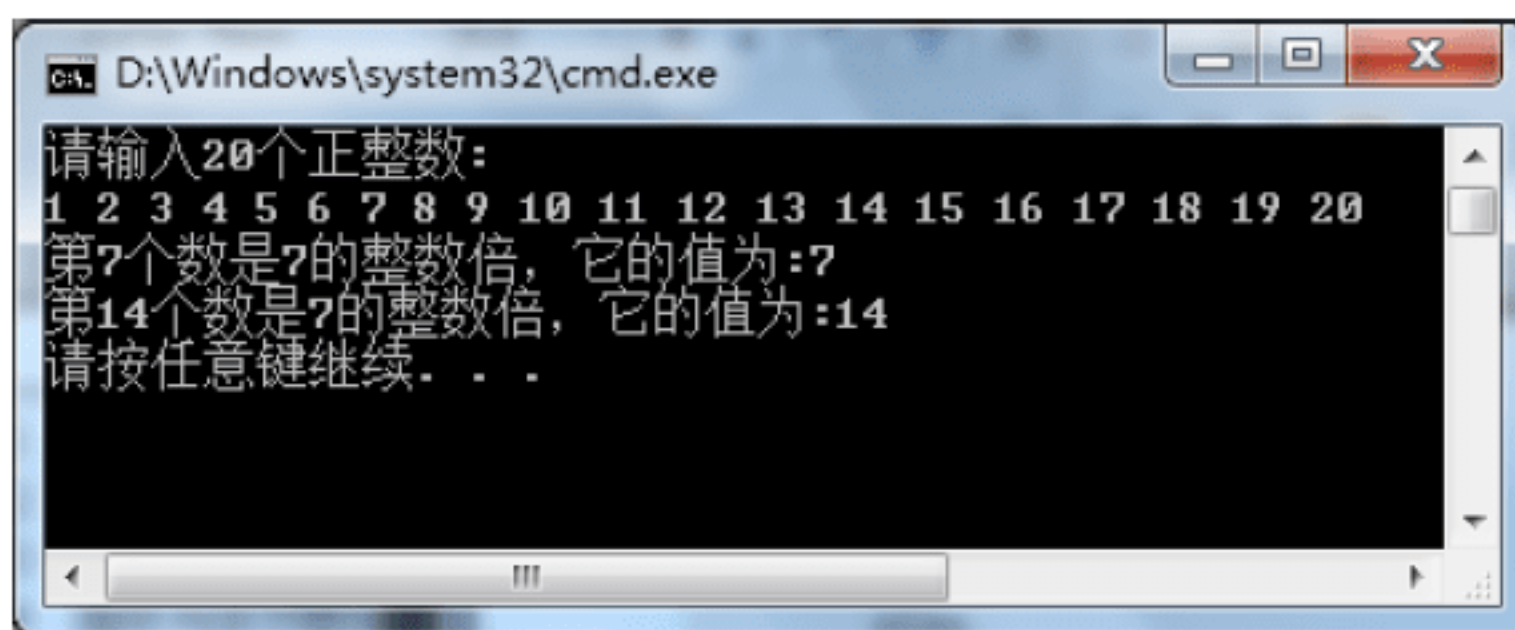 D:\Windows\system32\cmd.exe
请输入20个正整数:
1 2 3 4 5 6 7 8 9 10 11 12 13 14 15 16 17 18 19 20
第7个数是7的整数倍，它的值为:7
第14个数是7的整数倍，它的值为:14
请按任意键继续. . .